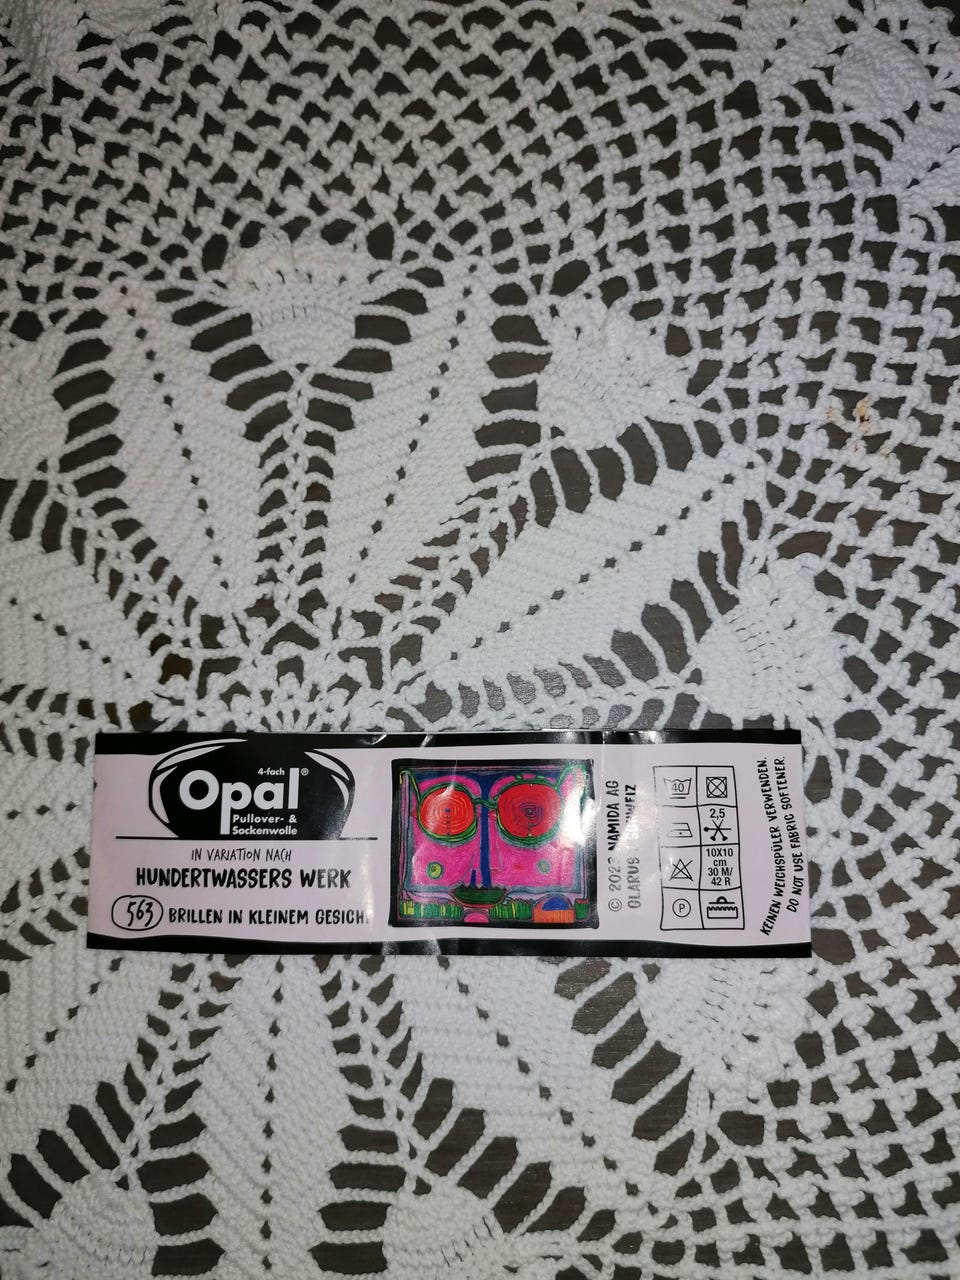 4-fach
Opal®
Pullover- &
Sockenwolle
IN VARIATION NACH
HUNDERTWASSERS WERK
563 BRILLEN IN KLEINEM GESICHT
NAMIDA AG
GLARUS
40
2,5
10X10
cm
30 M/
42 R
P
KEINEN WEICHSPÜLER VERWENDEN.
DO NOT USE FABRIC SOFTENER.